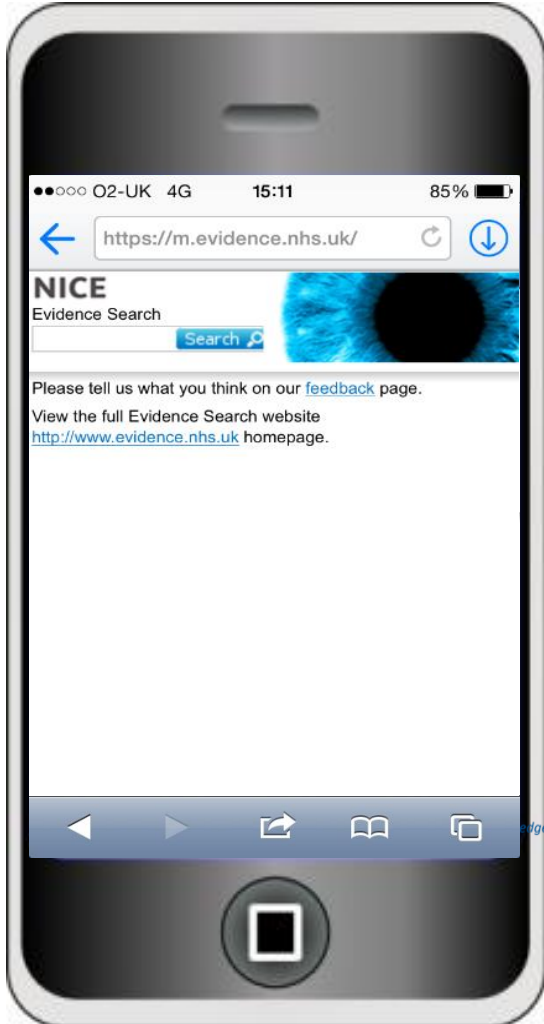 O2-UK 4G 15:11 85%
https://m.evidence.nhs.uk/
NICE
Evidence Search
Search
Please tell us what you think on our feedback page.
View the full Evidence Search website
http://www.evidence.nhs.uk homepage.